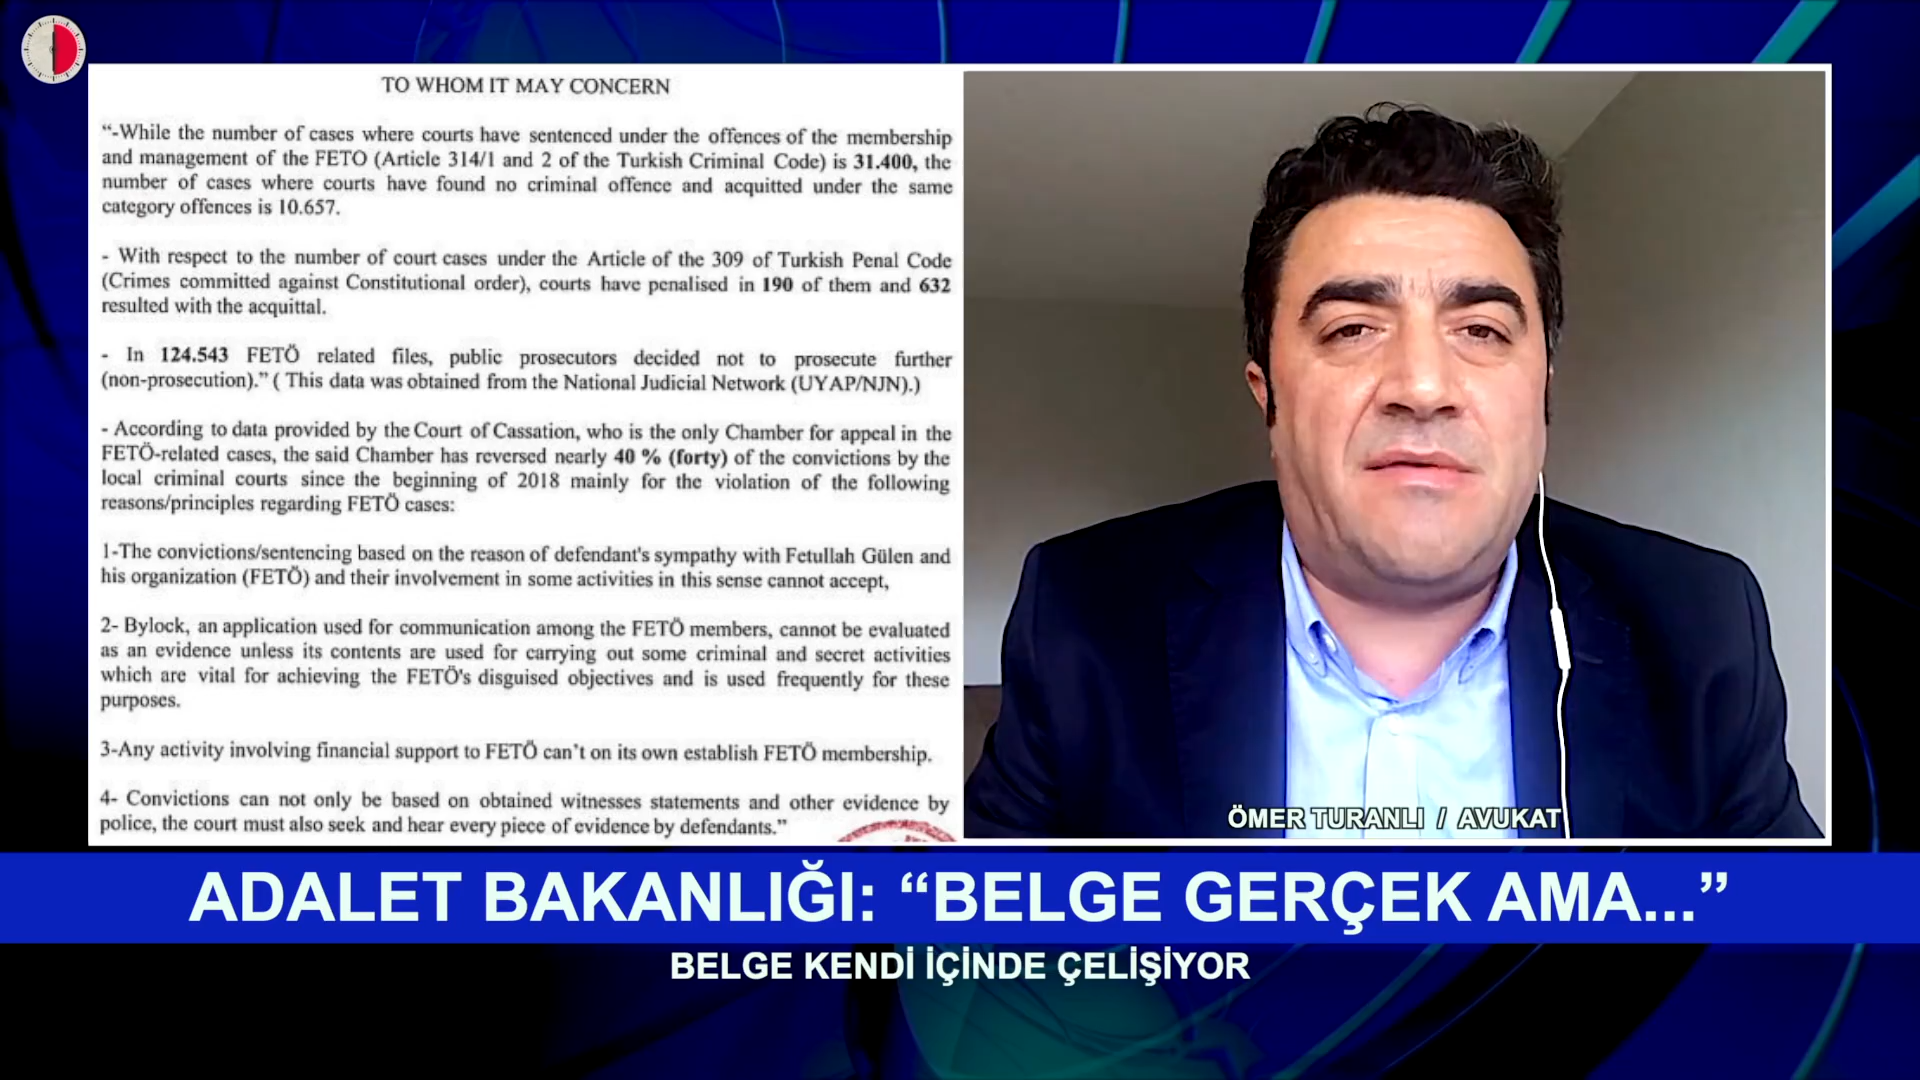 TO WHOM IT MAY CONCERN
“-While the number of cases where courts have sentenced under the offences of the membership
and management of the FETO (Article 314/1 and 2 of the Turkish Criminal Code) is 31.400, the
number of cases where courts have found no criminal offence and acquitted under the same
category offences is 10.657.
- With respect to the number of court cases under the Article of the 309 of Turkish Penal Code
(Crimes committed against Constitutional order), courts have penalised in 190 of them and 632
resulted with the acquittal.
- In 124.543 FETÖ related files, public prosecutors decided not to prosecute further
(non-prosecution).” ( This data was obtained from the National Judicial Network (UYAP/NJN).)
- According to data provided by the Court of Cassation, who is the only Chamber for appeal in the
FETÖ-related cases, the said Chamber has reversed nearly 40 % (forty) of the convictions by the
local criminal courts since the beginning of 2018 mainly for the violation of the following
reasons/principles regarding FETÖ cases:
1-The convictions/sentencing based on the reason of defendant's sympathy with Fetullah Gülen and
his organization (FETÖ) and their involvement in some activities in this sense cannot accept,
2- Bylock, an application used for communication among the FETÖ members, cannot be evaluated
as an evidence unless its contents are used for carrying out some criminal and secret activities
which are vital for achieving the FETÖ's disguised objectives and is used frequently for these
purposes.
3-Any activity involving financial support to FETÖ can’t on its own establish FETÖ membership.
4- Convictions can not only be based on obtained witnesses statements and other evidence by
police, the court must also seek and hear every piece of evidence by defendants.”
ÖMER TURANLI / AVUKAT
ADALET BAKANLIĞI: “BELGE GERÇEK AMA...”
BELGE KENDİ İÇİNDE ÇELİŞİYOR